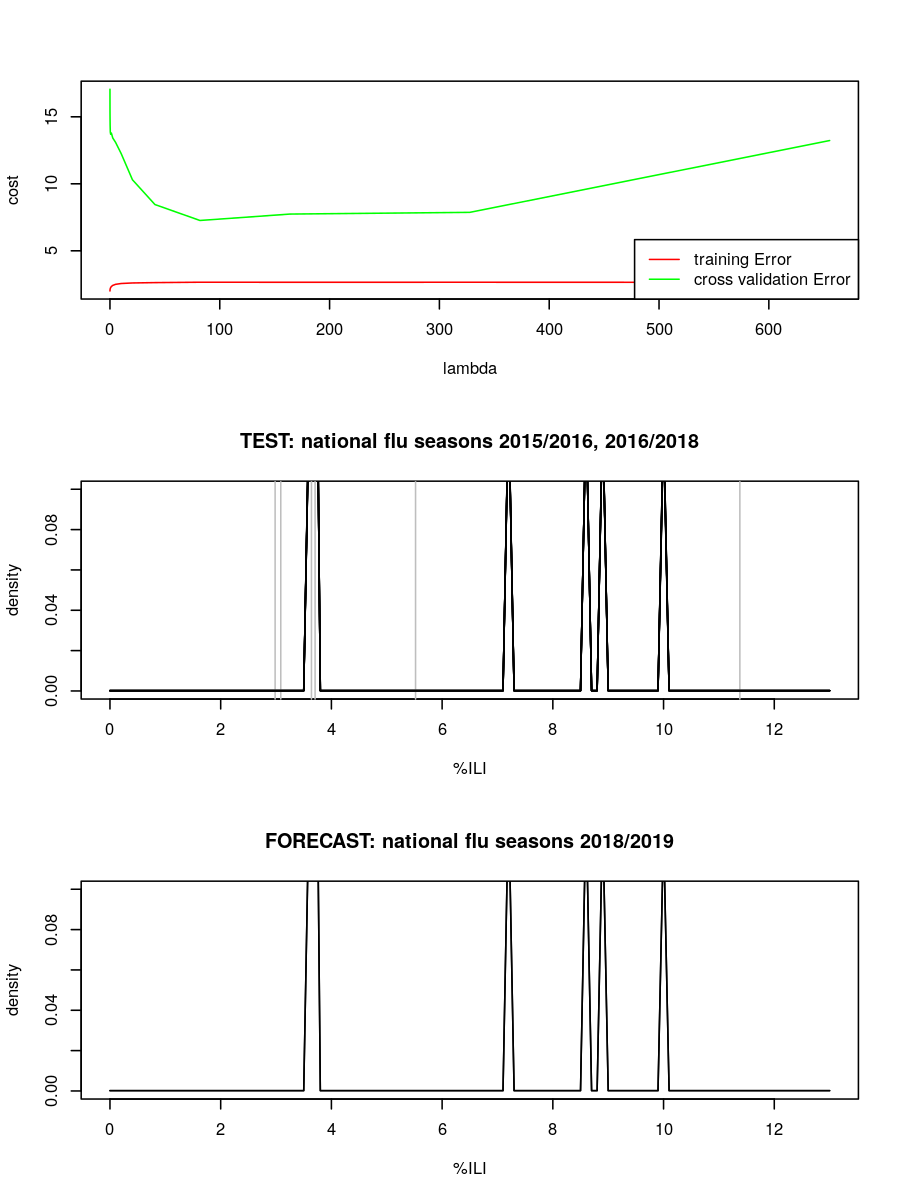 15
10
5
cost
training Error
cross validation Error
0 100 200 300 400 500 600
lambda
TEST: national flu seasons 2015/2016, 2016/2018
0.08
0.04
0.00
density
0 2 4 6 8 10 12
%ILI
FORECAST: national flu seasons 2018/2019
0.08
0.04
0.00
density
0 2 4 6 8 10 12
%ILI